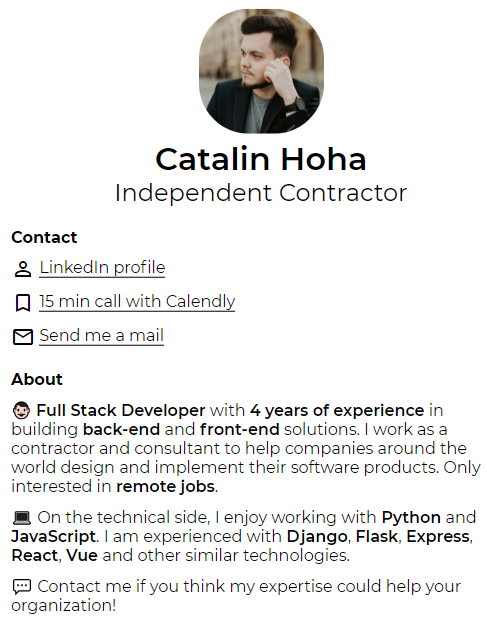 Catalin Hoha
Independent Contractor
Contact
LinkedIn profile
15 min call with Calendly
Send me a mail
About
Full Stack Developer with 4 years of experience in
building back-end and front-end solutions. I work as a
contractor and consultant to help companies around the
world design and implement their software products. Only
interested in remote jobs.
On the technical side, I enjoy working with Python and
JavaScript. I am experienced with Django, Flask, Express,
React, Vue and other similar technologies.
Contact me if you think my expertise could help your
organization!